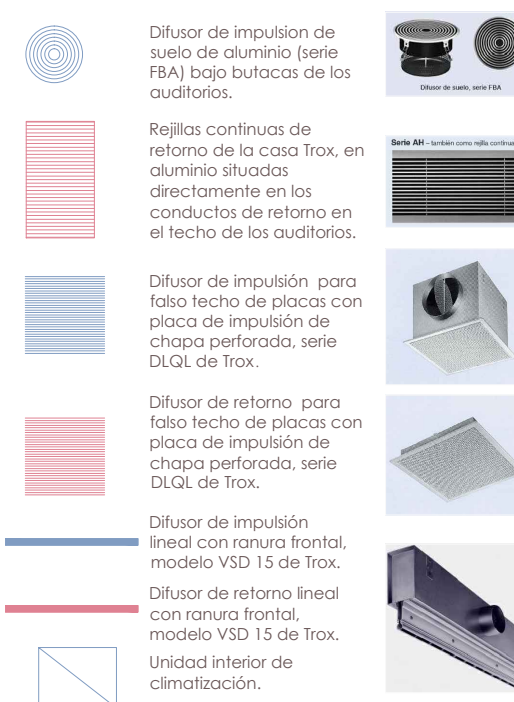 Difusor de impulsion de
suelo de aluminio (serie
FBA) bajo butacas de los
auditorios.
Difusor de suelo, serie FBA
Rejillas continuas de
retorno de la casa Trox, en
aluminio situadas
directamente en los
conductos de retorno en
el techo de los auditorios.
Serie AH – también como rejilla continua
Difusor de impulsión para
falso techo de placas con
placa de impulsión de
chapa perforada, serie
DLQL de Trox.
Difusor de retorno para
falso techo de placas con
placa de impulsión de
chapa perforada, serie
DLQL de Trox.
Difusor de impulsión
lineal con ranura frontal,
modelo VSD 15 de Trox.
Difusor de retorno lineal
con ranura frontal,
modelo VSD 15 de Trox.
Unidad interior de
climatización.